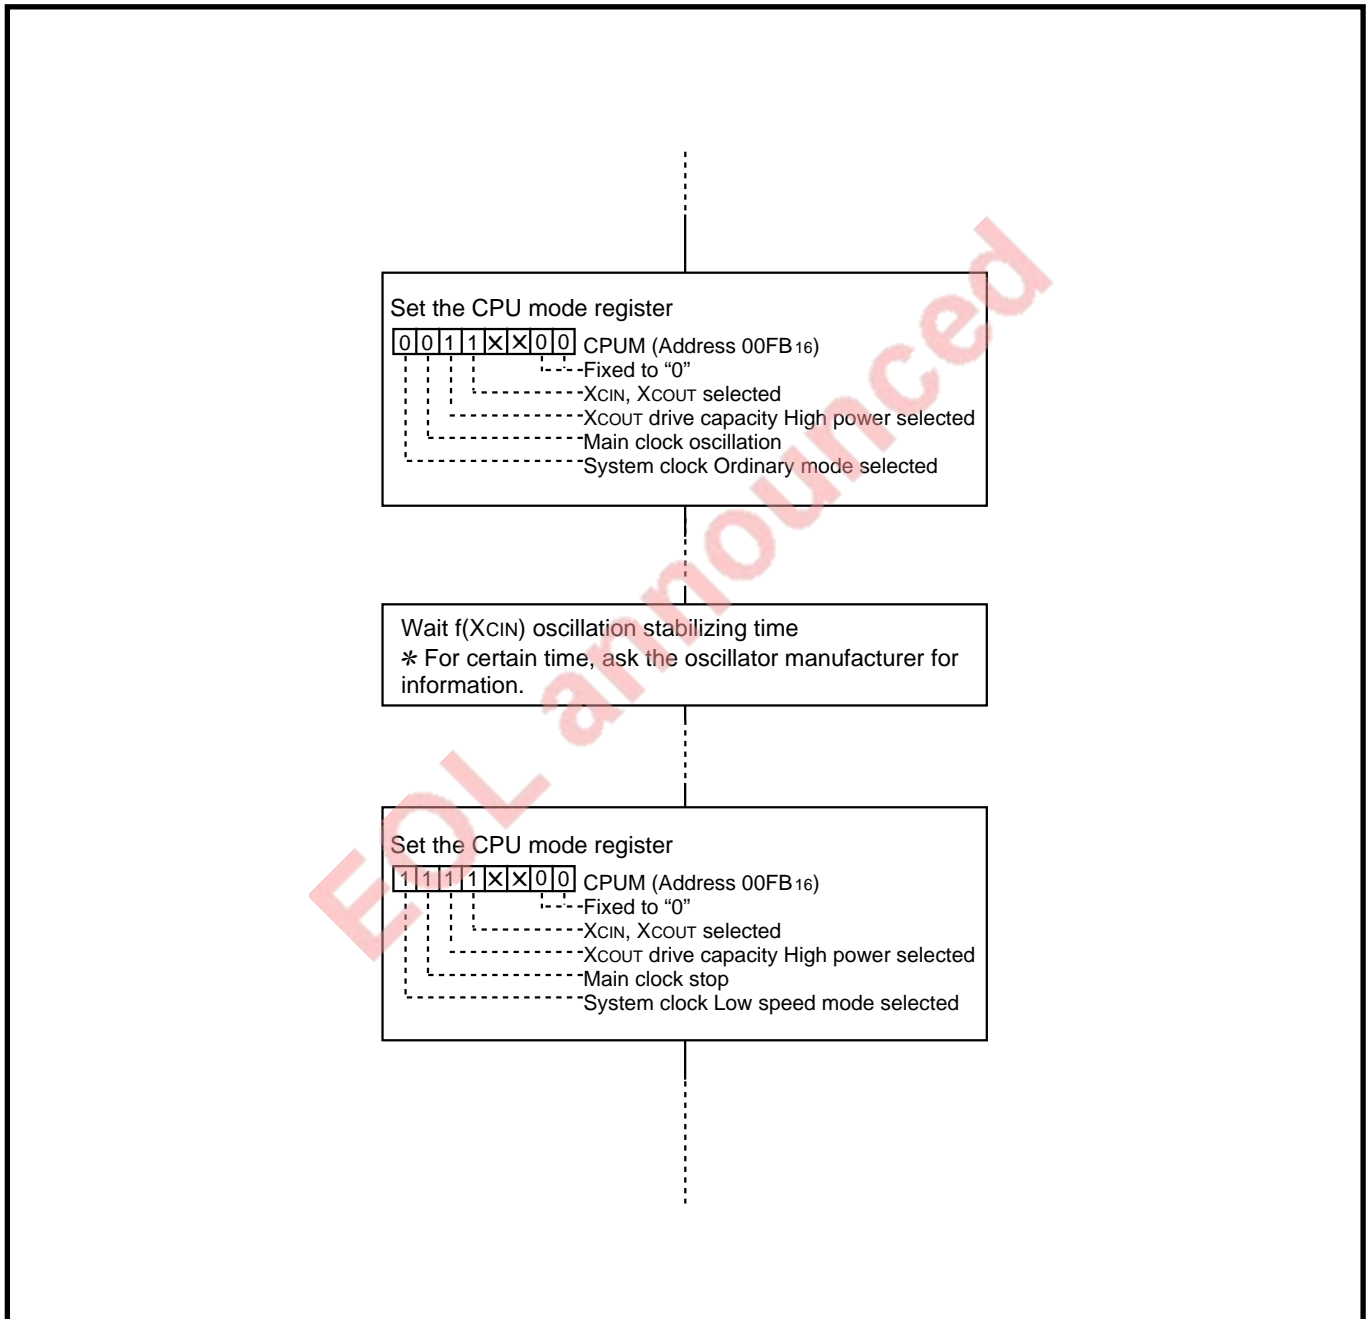 Set the CPU mode register
0 0 1 1 X X 0 0 CPUM (Address 00FB16)
Fixed to “0”
XCIN, XCOUT selected
XCOUT drive capacity High power selected
Main clock oscillation
System clock Ordinary mode selected
Wait f(XCIN) oscillation stabilizing time
* For certain time, ask the oscillator manufacturer for
information.
Set the CPU mode register
1 1 1 1 X X 0 0 CPUM (Address 00FB16)
Fixed to “0”
XCIN, XCOUT selected
XCOUT drive capacity High power selected
Main clock stop
System clock Low speed mode selected
EOL announced